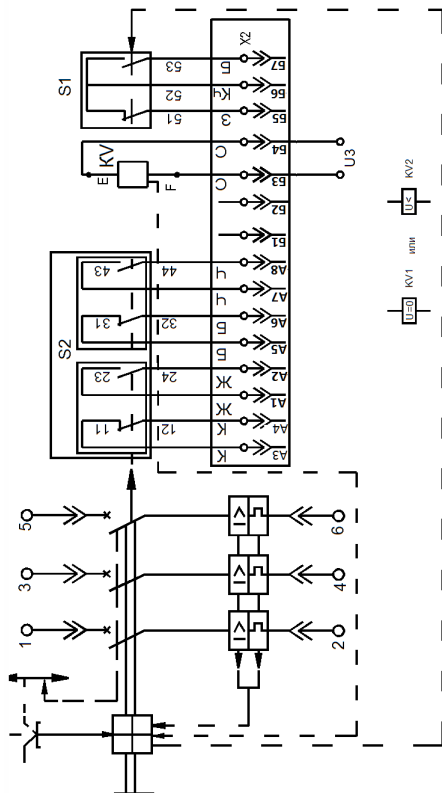 X2
S1
53
Б
Б7
52
Кч
Б6
51
З
Б5
KV
С
Б4
E
F
С
Б3
U3
Б2
Б1
S2
43
44
Ч
А8
Ч
А7
31
32
Б
А6
Б
А5
23
24
Ж
А2
Ж
А1
11
12
К
А4
К
А3
U<
KV2
или
U=0
KV1
5
6
3
4
1
2